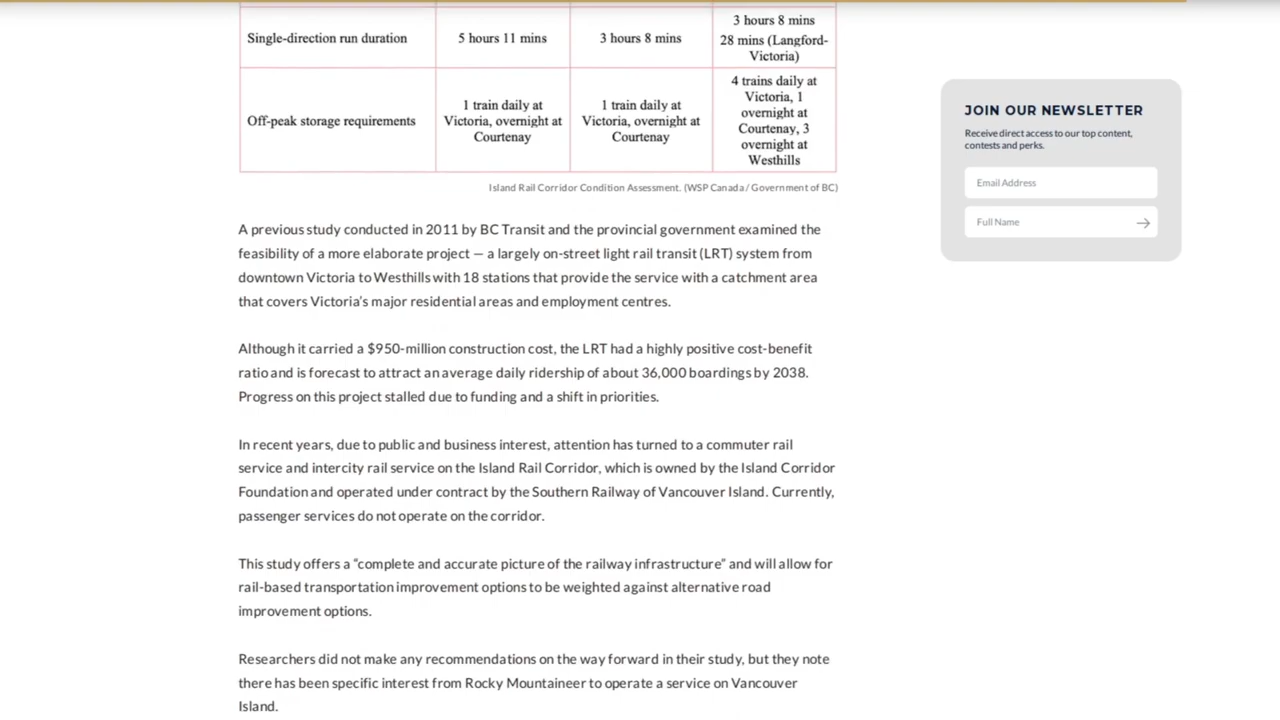 Single-direction run duration
5 hours 11 mins
3 hours 8 mins
3 hours 8 mins
28 mins (Langford-
Victoria)
Off-peak storage requirements
1 train daily at
Victoria, overnight at
Courtenay
1 train daily at
Victoria, overnight at
Courtenay
4 trains daily at
Victoria, 1
overnight at
Courtenay, 3
overnight at
Westhills
Island Rail Corridor Condition Assessment. (WSP Canada / Government of BC)
A previous study conducted in 2011 by BC Transit and the provincial government examined the
feasibility of a more elaborate project — a largely on-street light rail transit (LRT) system from
downtown Victoria to Westhills with 18 stations that provide the service with a catchment area
that covers Victoria's major residential areas and employment centres.
Although it carried a $950-million construction cost, the LRT had a highly positive cost-benefit
ratio and is forecast to attract an average daily ridership of about 36,000 boardings by 2038.
Progress on this project stalled due to funding and a shift in priorities.
In recent years, due to public and business interest, attention has turned to a commuter rail
service and intercity rail service on the Island Rail Corridor, which is owned by the Island Corridor
Foundation and operated under contract by the Southern Railway of Vancouver Island. Currently,
passenger services do not operate on the corridor.
This study offers a “complete and accurate picture of the railway infrastructure” and will allow for
rail-based transportation improvement options to be weighted against alternative road
improvement options.
Researchers did not make any recommendations on the way forward in their study, but they note
there has been specific interest from Rocky Mountaineer to operate a service on Vancouver
Island.
JOIN OUR NEWSLETTER
Receive direct access to our top content,
contests and perks.
Email Address
Full Name